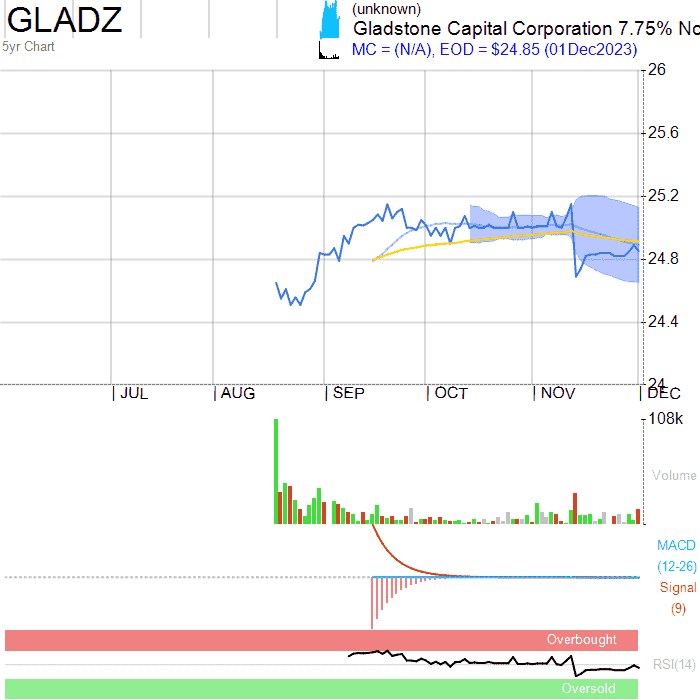 GLADZ
(unknown)
Gladstone Capital Corporation 7.75% No
5yr Chart
MC = (N/A), EOD = $24.85 (01Dec2023)
26
25.6
25.2
24.8
24.4
24
JUL AUG SEP OCT NOV DEC
108k
Volume
MACD
(12-26)
Signal
(9)
Overbought
RSI(14)
Oversold